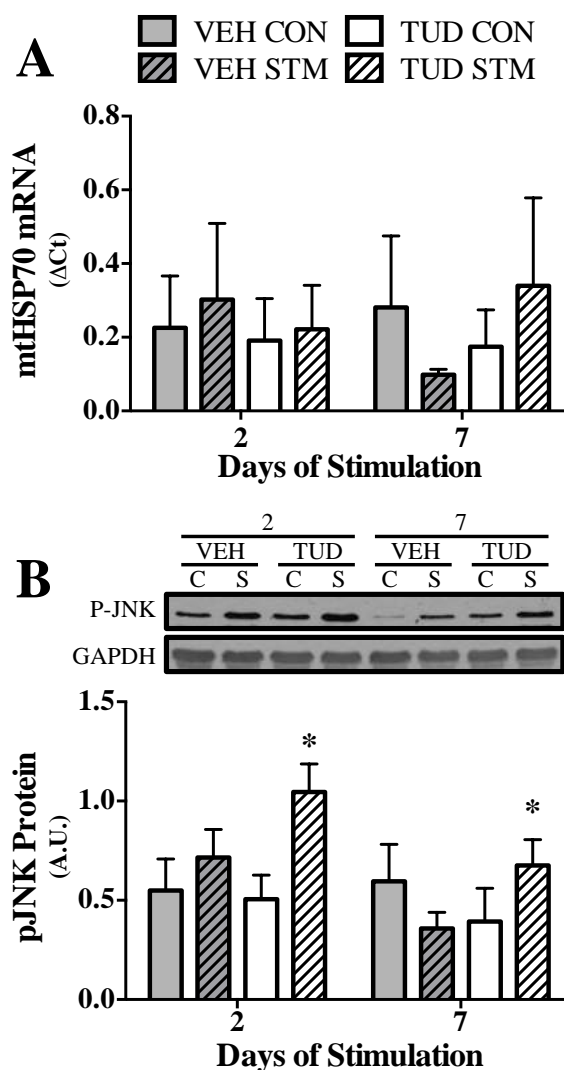 A
VEH CON TUD CON
VEH STM TUD STM
mtHSP70 mRNA
(ΔCt)
0.8
0.6
0.4
0.2
0.0
2 7
Days of Stimulation
B
2 7
VEH TUD VEH TUD
C S C S C S C S
P-JNK
GAPDH
pJNK Protein
(A.U.)
1.5
1.0
0.5
0.0
*
*
2 7
Days of Stimulation